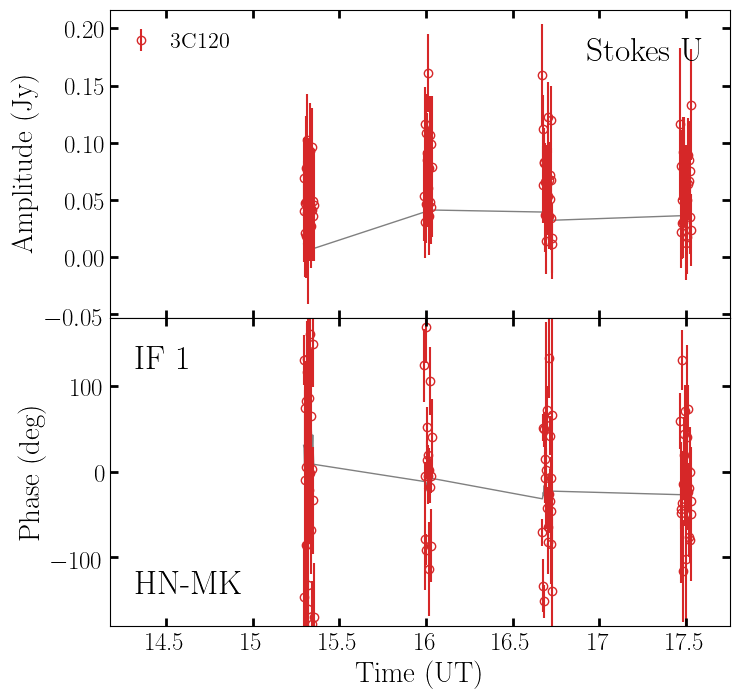 3C120
Stokes U
0.20
0.15
0.10
0.05
0.00
−0.05
Amplitude (Jy)
IF 1
HN-MK
100
0
−100
Phase (deg)
14.5 15 15.5 16 16.5 17 17.5
Time (UT)